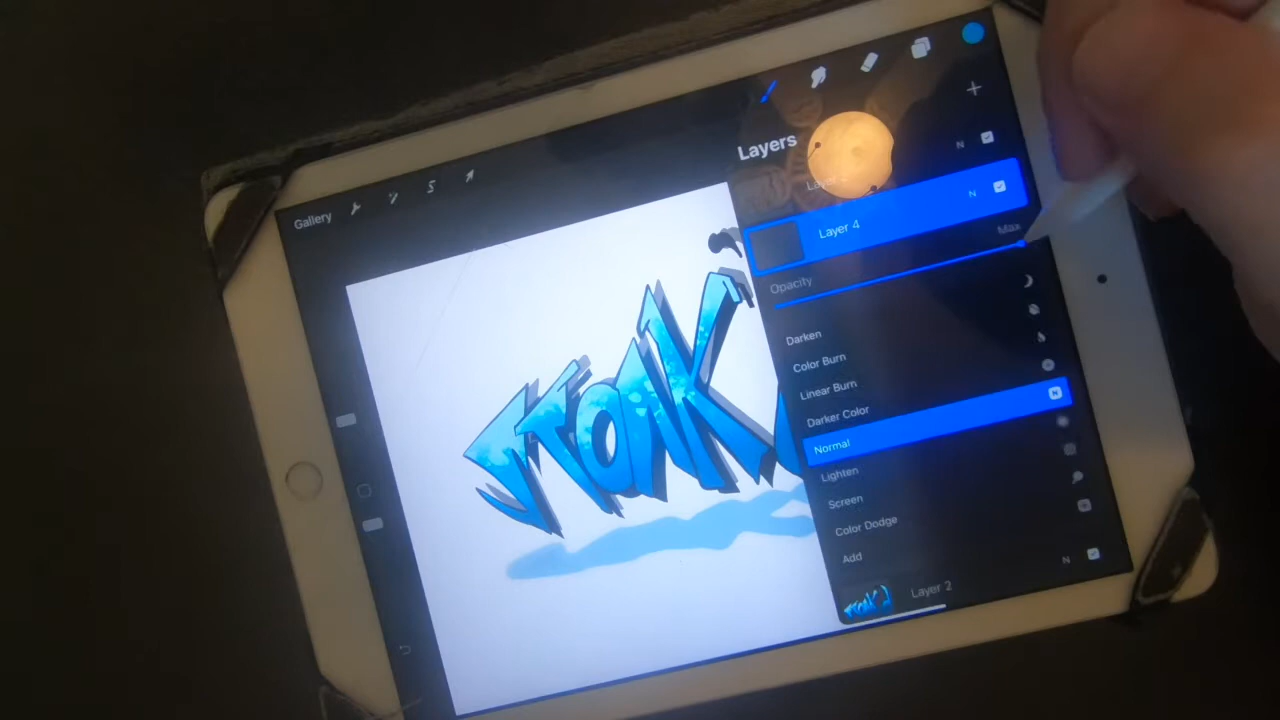 Gallery
Layers
N
Layer 4
N
Max
Opacity
Darken
Color Burn
Linear Burn
Darker Color
Normal
N
Lighten
Screen
Color Dodge
Add
N
Layer 2